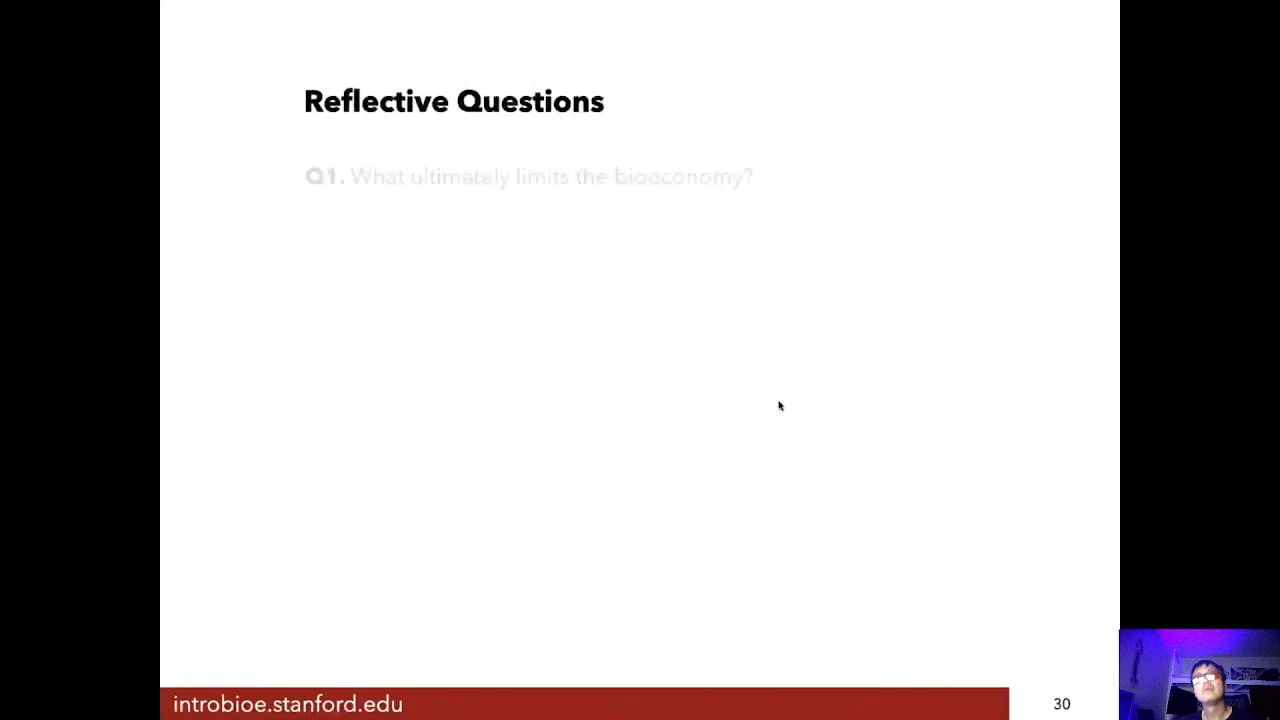 Reflective Questions
Q1. What ultimately limits the bioeconomy?
introbioe.stanford.edu
30